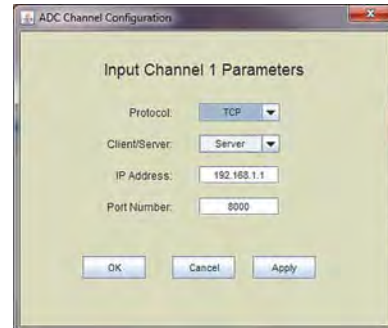 ADC Channel Configuration
Input Channel 1 Parameters
Protocol: TCP
Client/Server: Server
IP Address: 192.168.1.1
Port Number: 8000
OK Cancel Apply